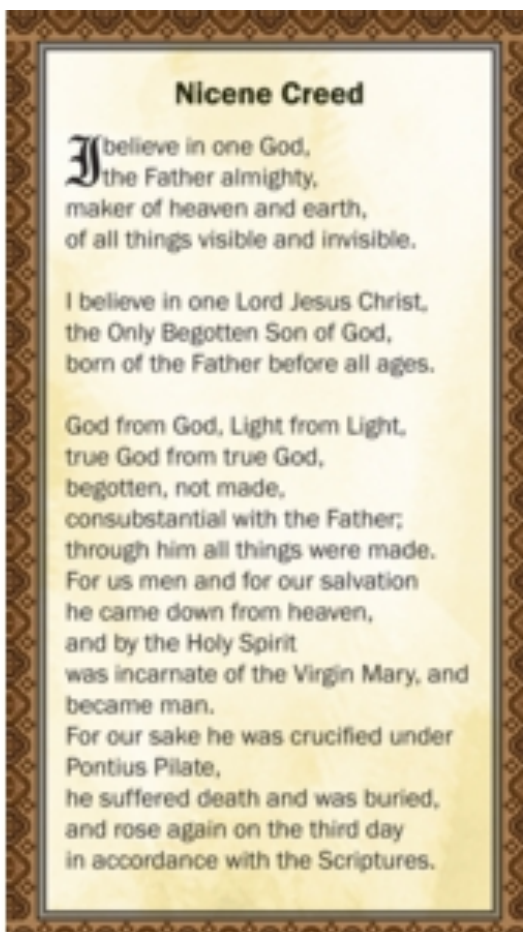 Nicene Creed
I believe in one God,
the Father almighty,
maker of heaven and earth,
of all things visible and invisible.
I believe in one Lord Jesus Christ,
the Only Begotten Son of God,
born of the Father before all ages.
God from God, Light from Light,
true God from true God,
begotten, not made,
consubstantial with the Father;
through him all things were made.
For us men and for our salvation
he came down from heaven,
and by the Holy Spirit
was incarnate of the Virgin Mary, and
became man.
For our sake he was crucified under
Pontius Pilate,
he suffered death and was buried,
and rose again on the third day
in accordance with the Scriptures.